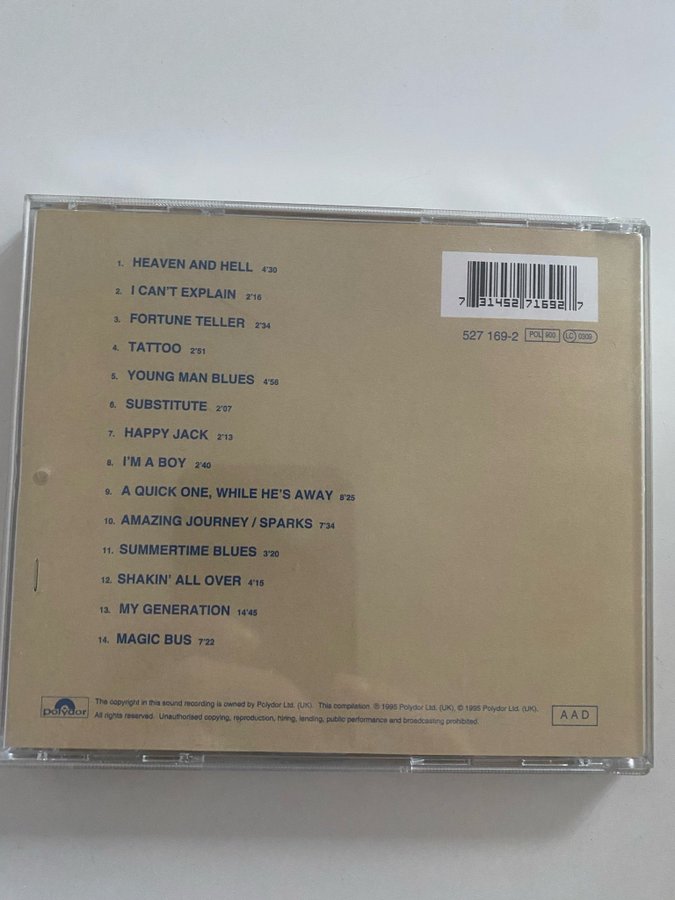 1. HEAVEN AND HELL 4'30
2. I CAN'T EXPLAIN 2'16
3. FORTUNE TELLER 2'34
4. TATTOO 2'51
5. YOUNG MAN BLUES 4'56
6. SUBSTITUTE 2'07
7. HAPPY JACK 2'13
8. I'M A BOY 2'40
9. A QUICK ONE, WHILE HE'S AWAY 8'25
10. AMAZING JOURNEY / SPARKS 7'34
11. SUMMERTIME BLUES 3'20
12. SHAKIN' ALL OVER 4'15
13. MY GENERATION 14'45
14. MAGIC BUS 7'22
7 31452 71692 7
527 169-2 POL 900 LC 0309
polydor
The copyright in this sound recording is owned by Polydor Ltd. (UK). This compilation ℗ 1995 Polydor Ltd. (UK), © 1995 Polydor Ltd. (UK).
All rights reserved. Unauthorised copying, reproduction, hiring, lending, public performance and broadcasting prohibited.
AAD